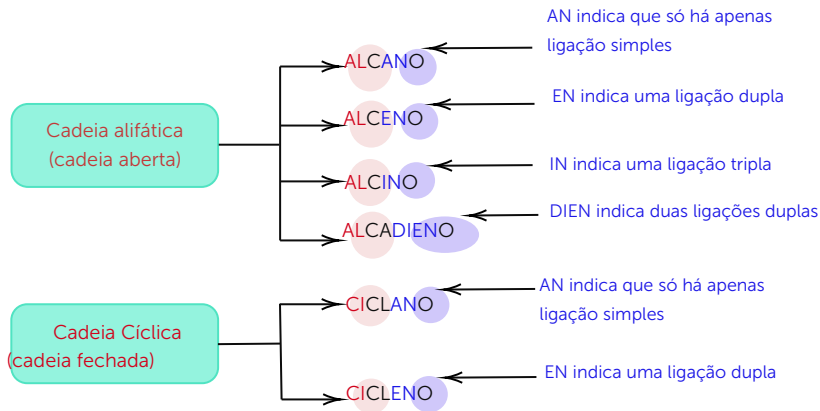 AN indica que só há apenas
ligação simples
ALCANO
EN indica uma ligação dupla
ALCENO
Cadeia alifática
(cadeia aberta)
IN indica uma ligação tripla
ALCINO
DIEN indica duas ligações duplas
ALCADIENO
AN indica que só há apenas
ligação simples
CICLANO
Cadeia Cíclica
(cadeia fechada)
EN indica uma ligação dupla
CICLENO